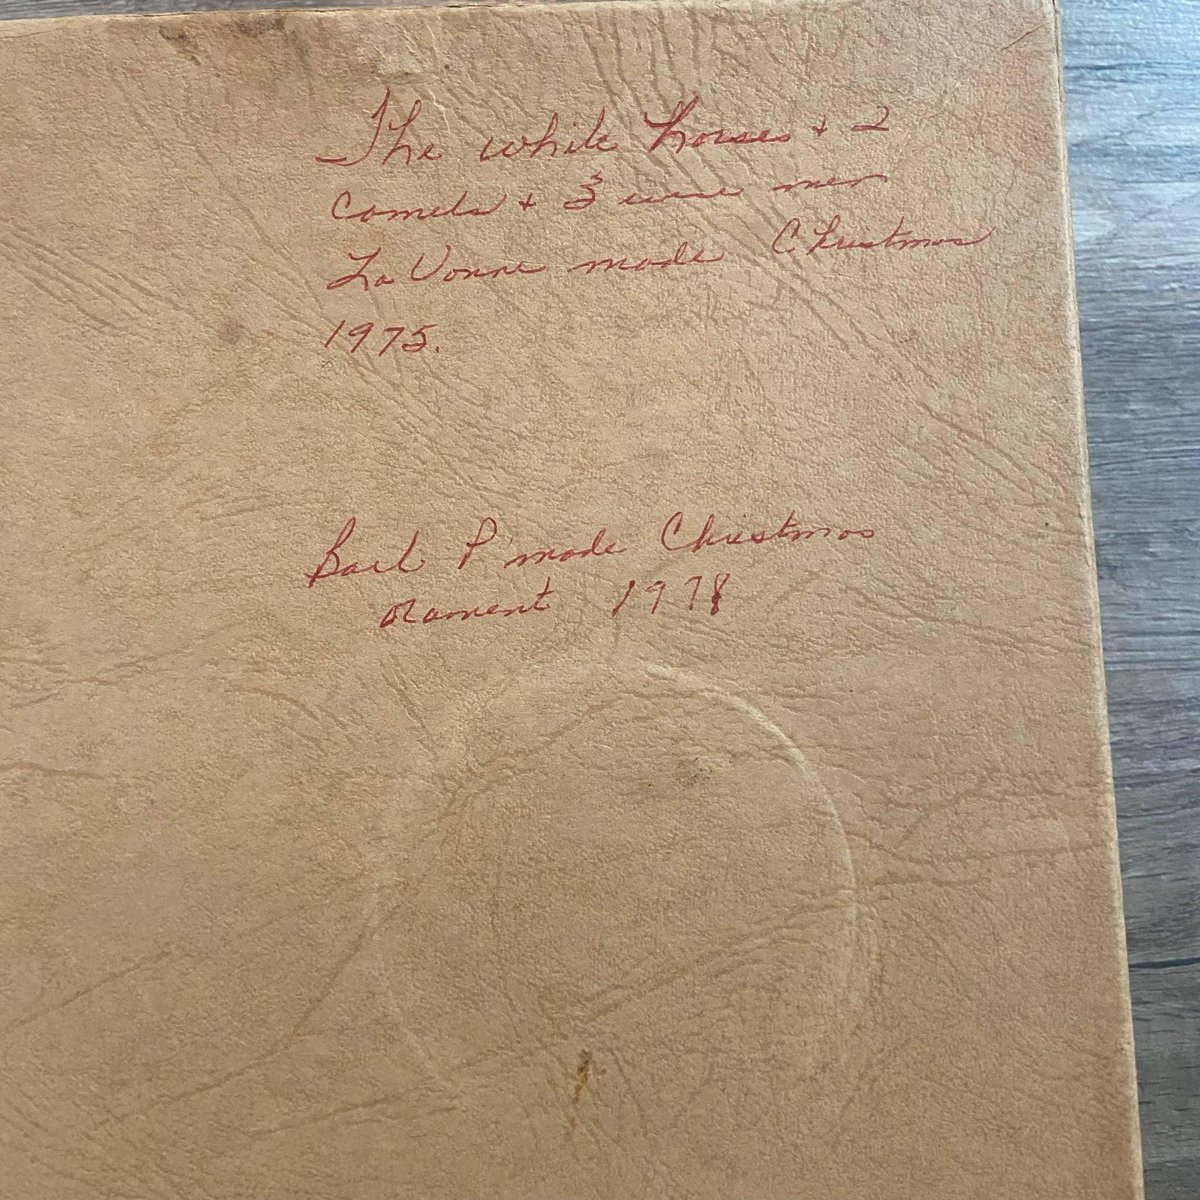 The white horses + 2
camels + 3 wise men
LaVonne made Christmas
1975.
P made Christmas
ornament 1978